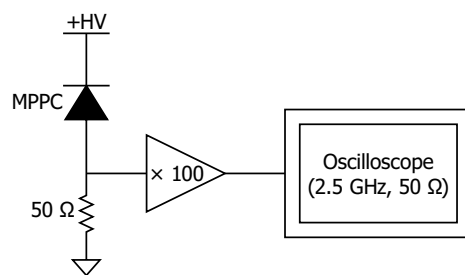 +HV
MPPC
× 100
Oscilloscope
(2.5 GHz, 50 Ω)
50 Ω